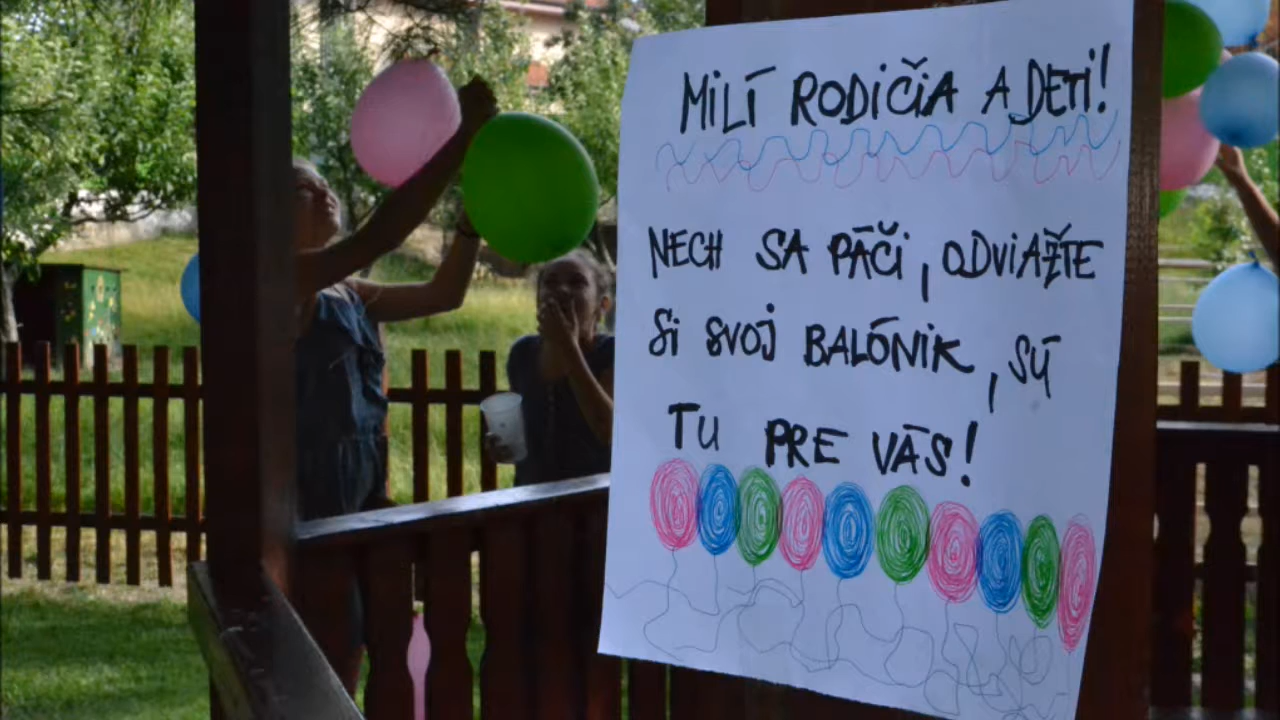 MILÍ RODIČIA A DETI!
NECH SA PÁČI, ODVIAŽTE
SI SVOJ BALÓNIK, SÚ
TU PRE VÁS!